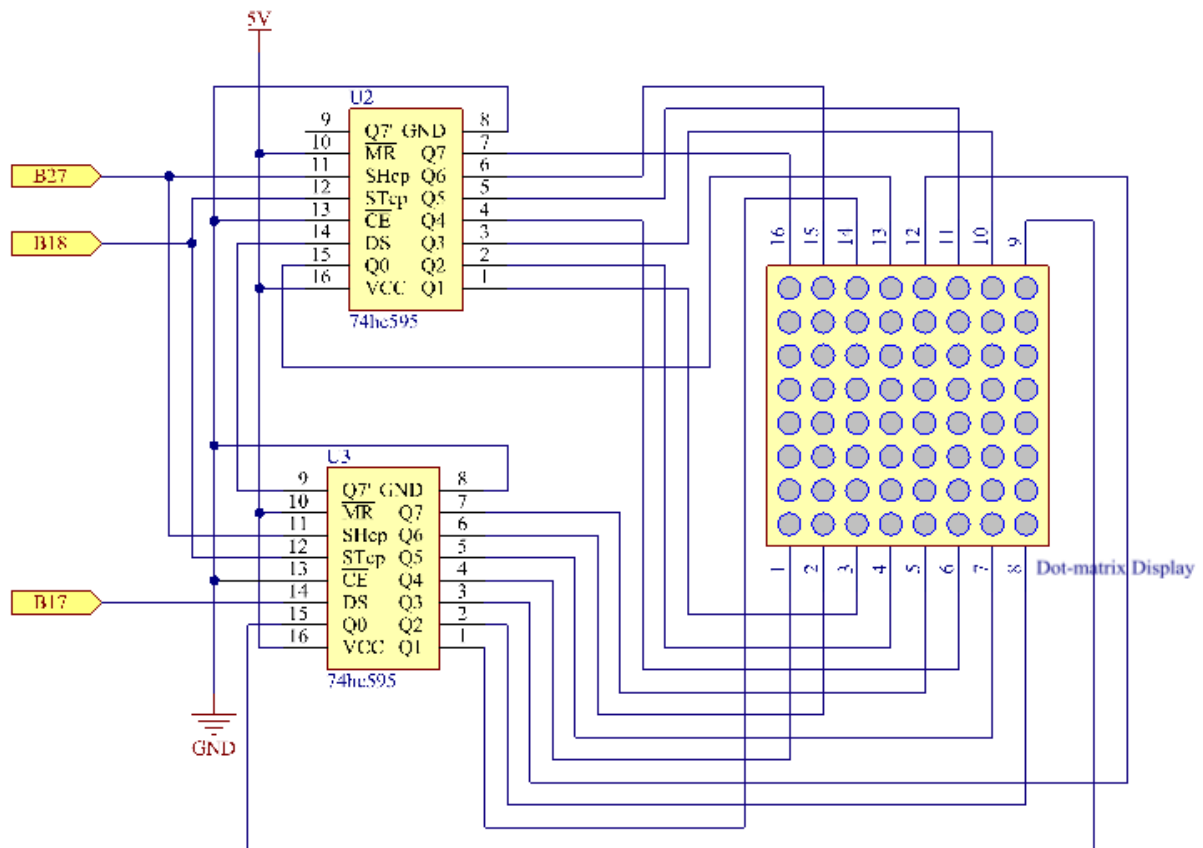 5V
U2
9 Q7' GND 8
10 MR Q7 7
11 SHcp Q6 6
12 STcp Q5 5
13 CE Q4 4
14 DS Q3 3
15 Q0 Q2 2
16 VCC Q1 1
74hc595
B27
B18
16 15 14 13 12 11 10 9
1 2 3 4 5 6 7 8
Dot-matrix Display
U3
9 Q7' GND 8
10 MR Q7 7
11 SHcp Q6 6
12 STcp Q5 5
13 CE Q4 4
14 DS Q3 3
15 Q0 Q2 2
16 VCC Q1 1
74hc595
B17
GND